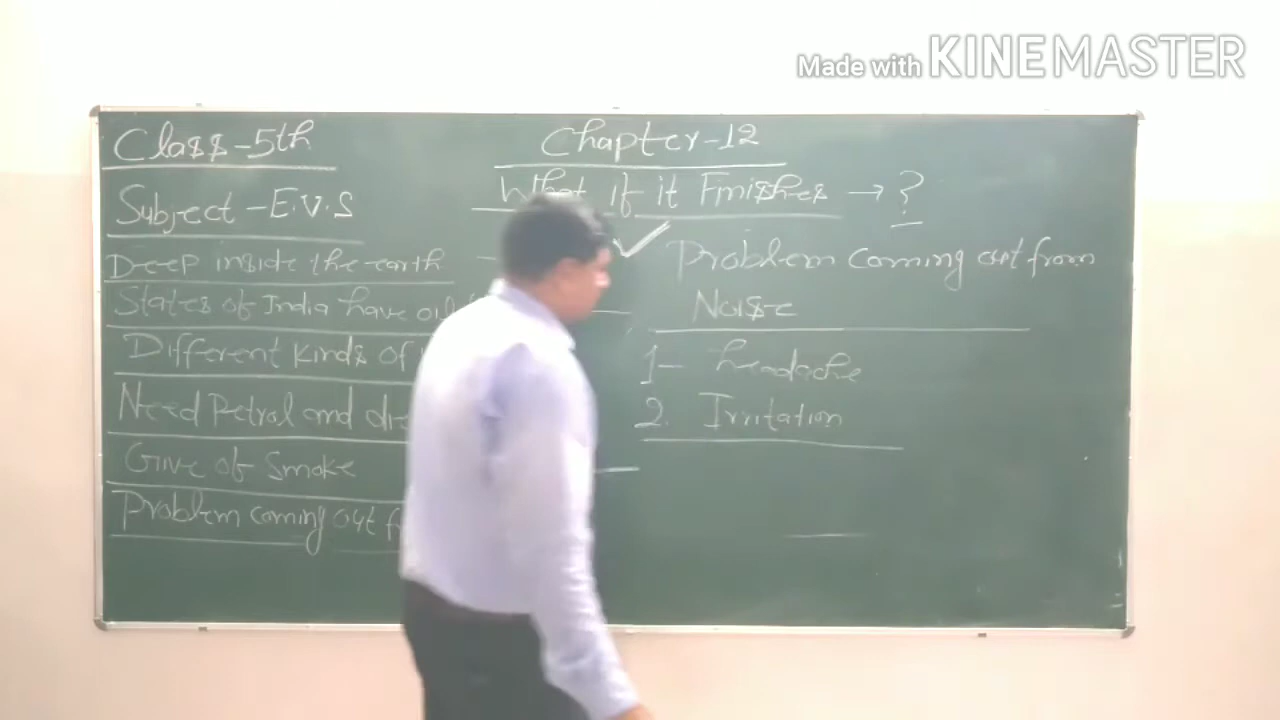 Made with KINEMASTER
Class-5th
Chapter-12
Subject - E.V.S
What if it Finishes → ?
Deep inside the earth
States of India have oil
Different kinds of
Need Petrol and die
Give of Smoke
Problem coming out f
Problem coming out from
Noise
1- headache
2. Irritation